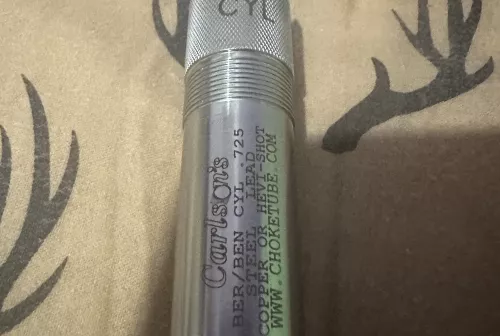 CYL
Carlson's
BER/BEN CYL .725
STEEL LEAD
COPPER OR HEVI-SHOT
WWW.CHOKETUBE.COM